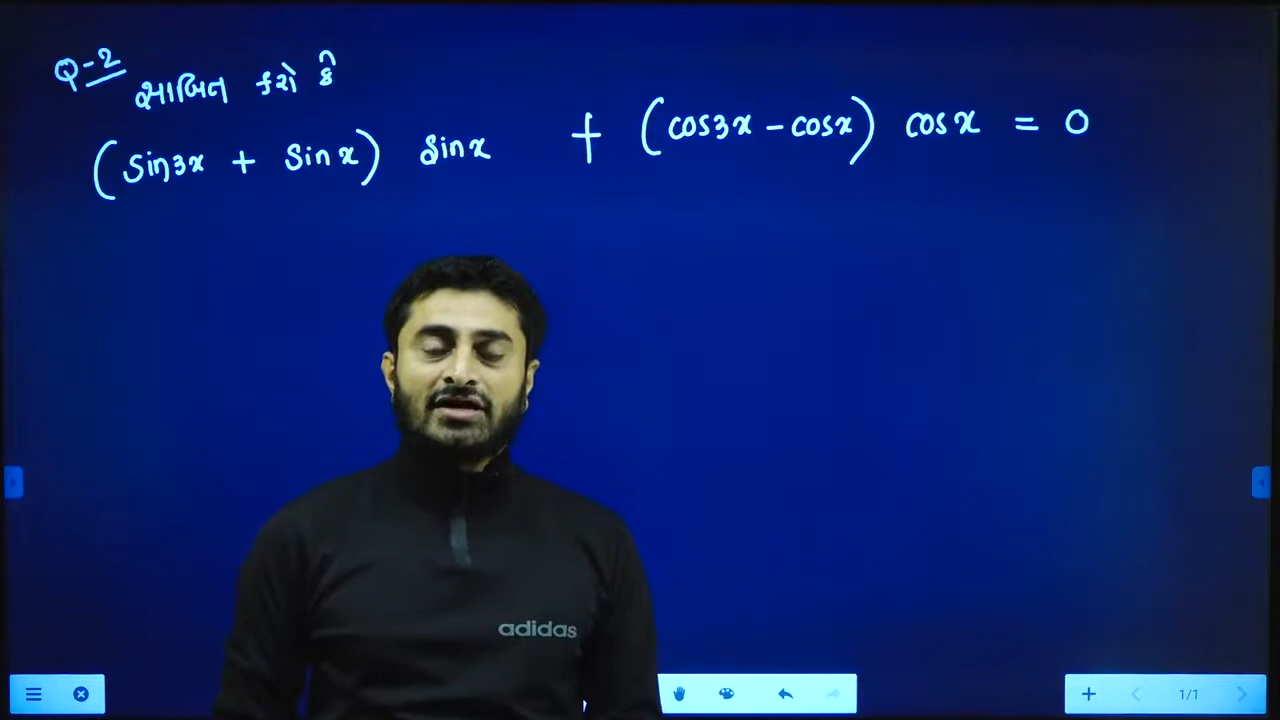 Q-2
સાબિત કરો કે
(sin3x + sinx) sinx + (cos3x - cosx) cosx = 0
adidas
1/1